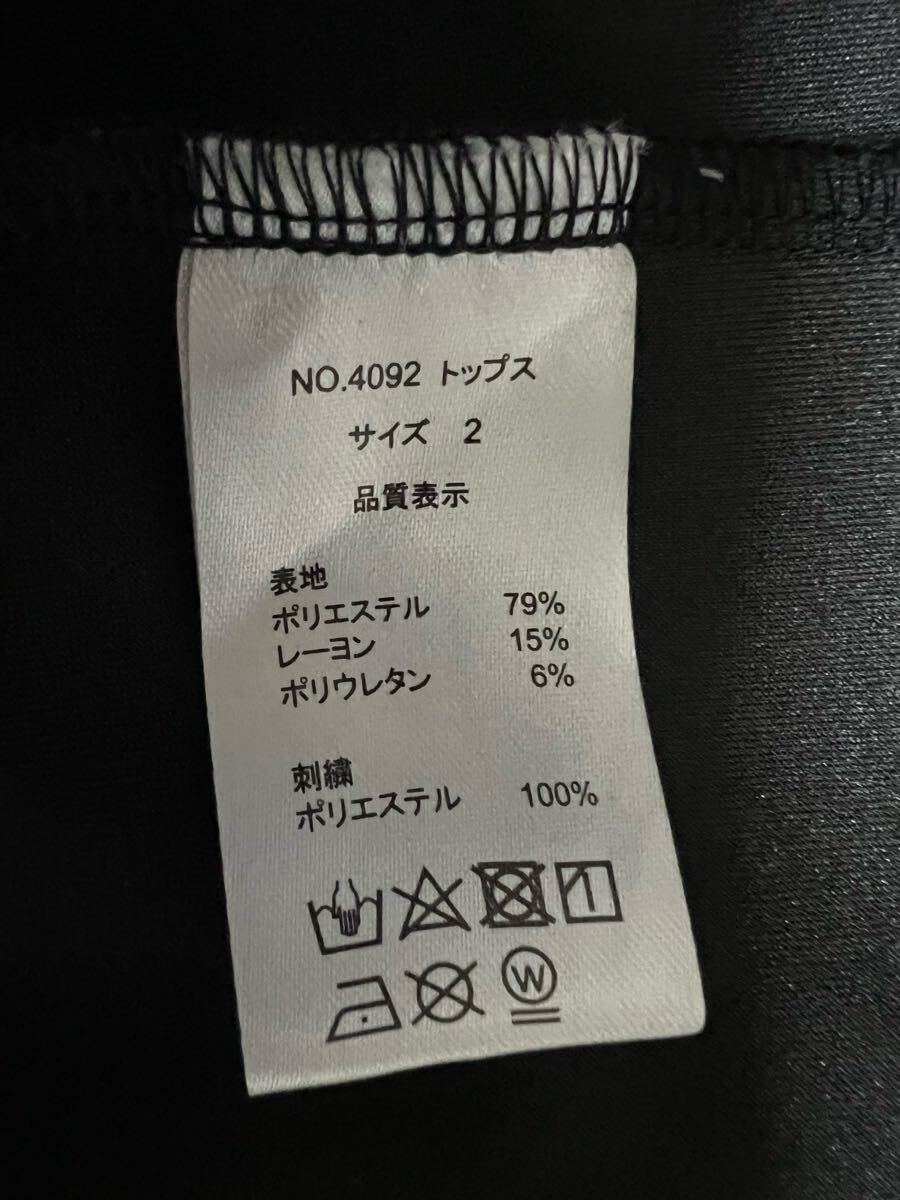 NO.4092 トップス
サイズ 2
品質表示
表地
ポリエステル 79%
レーヨン 15%
ポリウレタン 6%
刺繍
ポリエステル 100%
W